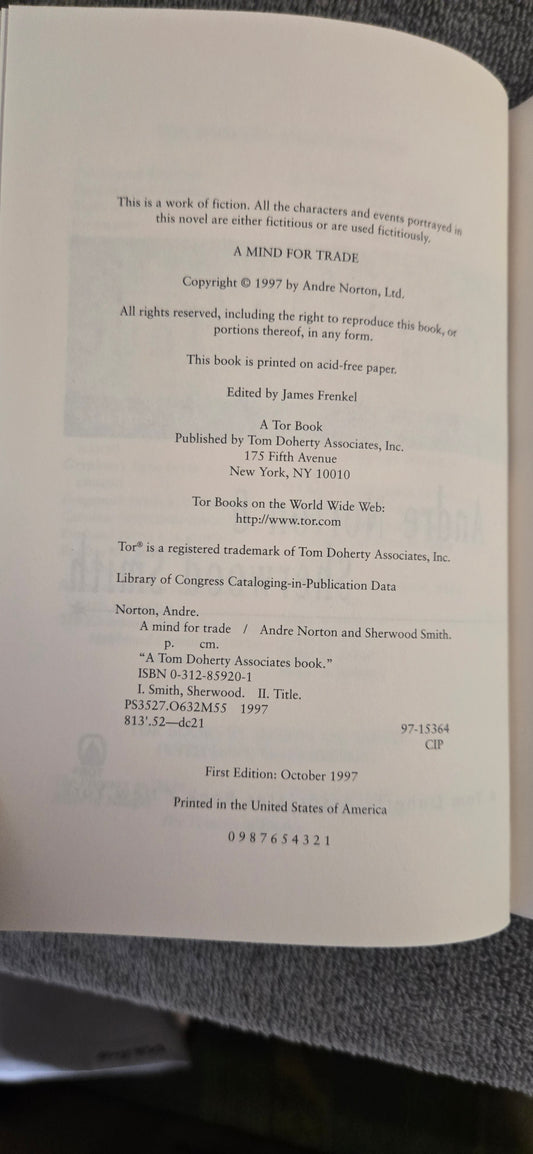 This is a work of fiction. All the characters and events portrayed in
this novel are either fictitious or are used fictitiously.
A MIND FOR TRADE
Copyright © 1997 by Andre Norton, Ltd.
All rights reserved, including the right to reproduce this book, or
portions thereof, in any form.
This book is printed on acid-free paper.
Edited by James Frenkel
A Tor Book
Published by Tom Doherty Associates, Inc.
175 Fifth Avenue
New York, NY 10010
Tor Books on the World Wide Web:
http://www.tor.com
Tor® is a registered trademark of Tom Doherty Associates, Inc.
Library of Congress Cataloging-in-Publication Data
Norton, Andre.
A mind for trade / Andre Norton and Sherwood Smith.
p. cm.
“A Tom Doherty Associates book.”
ISBN 0-312-85920-1
I. Smith, Sherwood. II. Title.
PS3527.O632M55 1997
813'.52—dc21
97-15364
CIP
First Edition: October 1997
Printed in the United States of America
0 9 8 7 6 5 4 3 2 1